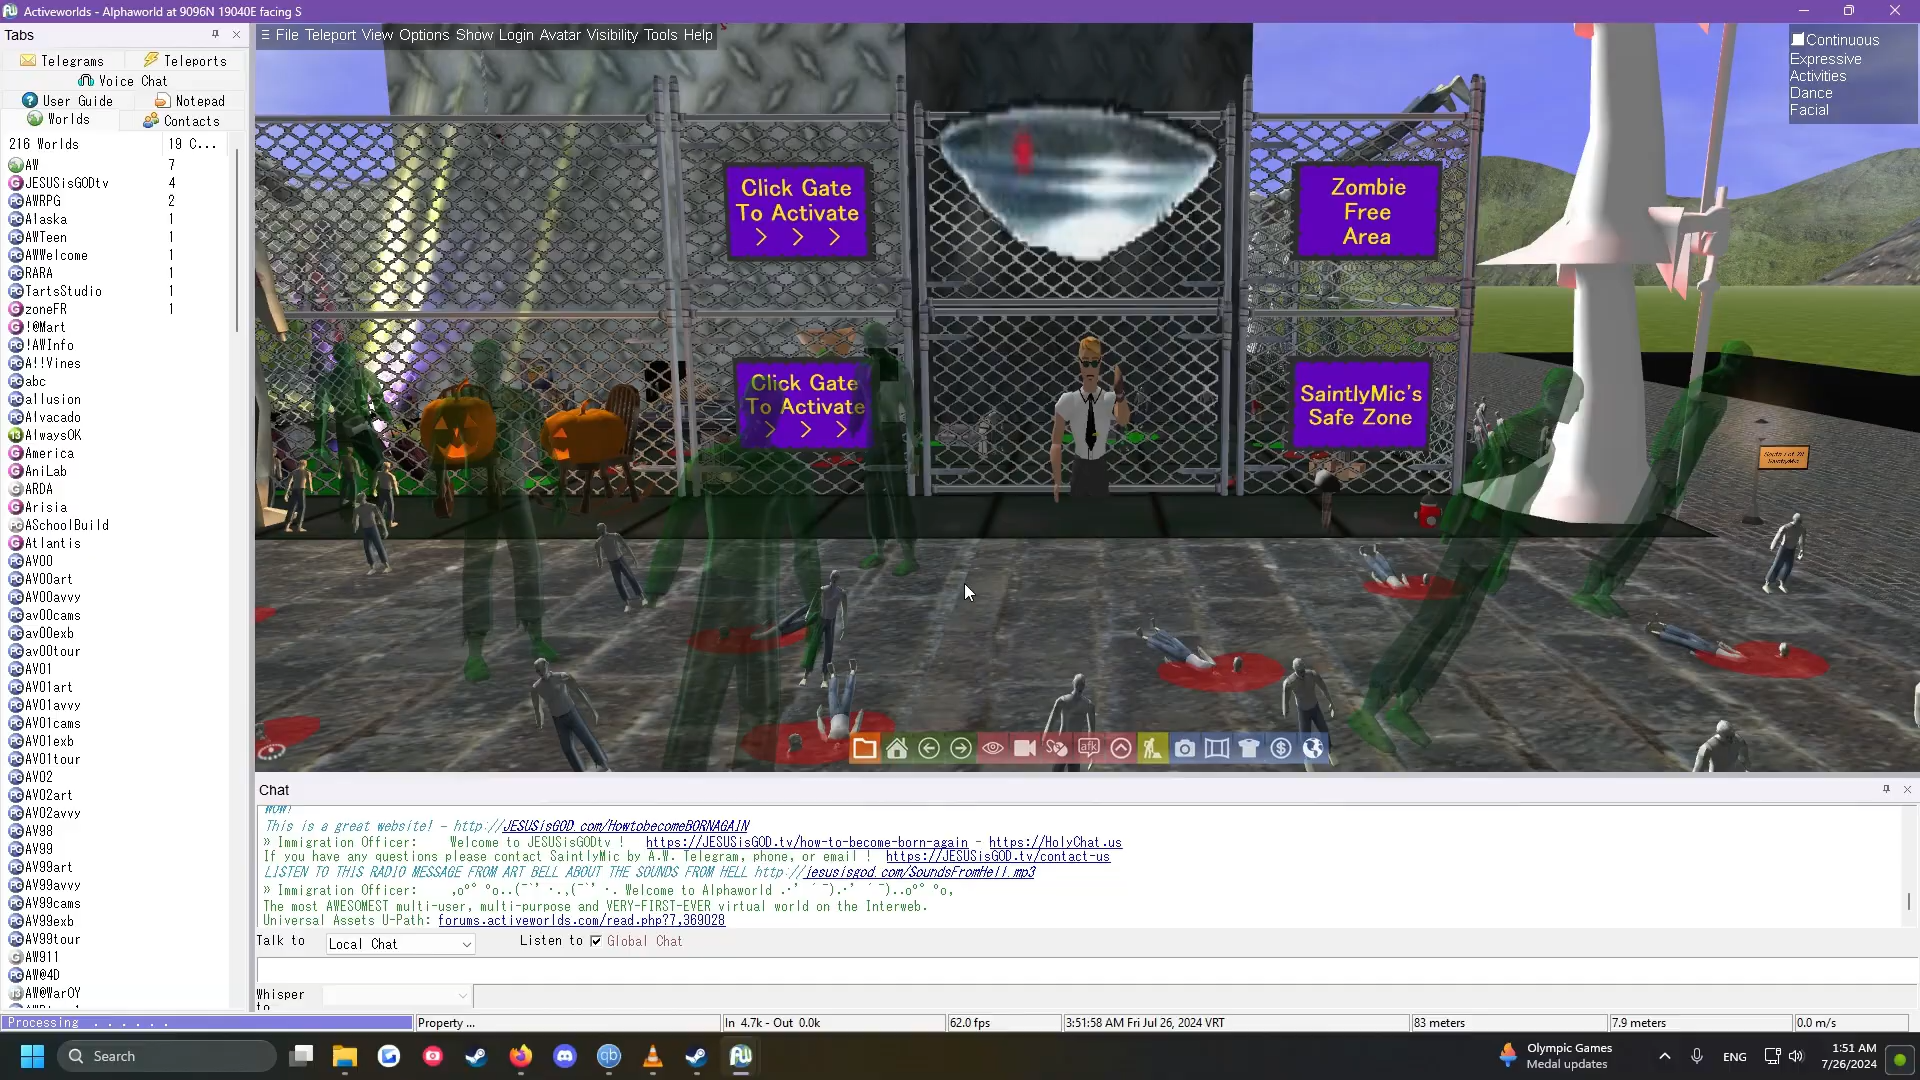 Activeworlds - Alphaworld at 9096N 19040E facing S
Tabs
Telegrams
Teleports
Voice Chat
User Guide
Notepad
Worlds
Contacts
216 Worlds 19 C...
AW 7
JESUSisGODtv 4
AWRPG 2
Alaska 1
AWTeen 1
AWWelcome 1
RARA 1
TartsStudio 1
zoneFR 1
!@Mart
!AWInfo
A!!Vines
abc
allusion
Alvacado
AlwaysOK
America
AniLab
ARDA
Arisia
ASchoolBuild
Atlantis
AV00
AV00art
AV00avvy
av00cams
av00exb
av00tour
AV01
AV01art
AV01avvy
AV01cams
AV01exb
AV01tour
AV02
AV02art
AV02avvy
AV98
AV99
AV99art
AV99avvy
AV99cams
AV99exb
AV99tour
AW911
AW@4D
AW@WarOY
☰ File Teleport View Options Show Login Avatar Visibility Tools Help
Continuous
Expressive
Activities
Dance
Facial
Click Gate
To Activate
> > >
Zombie
Free
Area
Click Gate
To Activate
> > >
SaintlyMic's
Safe Zone
afk
Chat
WOW!
This is a great website! - http://JESUSisGOD.com/HowtobecomeBORNAGAIN
» Immigration Officer: Welcome to JESUSisGODtv ! https://JESUSisGOD.tv/how-to-become-born-again - https://HolyChat.us
If you have any questions please contact SaintlyMic by A.W. Telegram, phone, or email ! https://JESUSisGOD.tv/contact-us
LISTEN TO THIS RADIO MESSAGE FROM ART BELL ABOUT THE SOUNDS FROM HELL http://jesusisgod.com/SoundsFromHell.mp3
» Immigration Officer: ,o°° °o..(¯`' ·.,(¯`' ·. Welcome to Alphaworld .·' ´¯).·' ´¯)..o°° °o,
The most AWESOMEST multi-user, multi-purpose and VERY-FIRST-EVER virtual world on the Interweb.
Universal Assets U-Path: forums.activeworlds.com/read.php?7,369028
Talk to
Local Chat
Listen to
Global Chat
Whisper
to
Processing . . . . . .
Property ...
In 4.7k - Out 0.0k
62.0 fps
3:51:58 AM Fri Jul 26, 2024 VRT
83 meters
7.9 meters
0.0 m/s
Search
Olympic Games
Medal updates
ENG
1:51 AM
7/26/2024